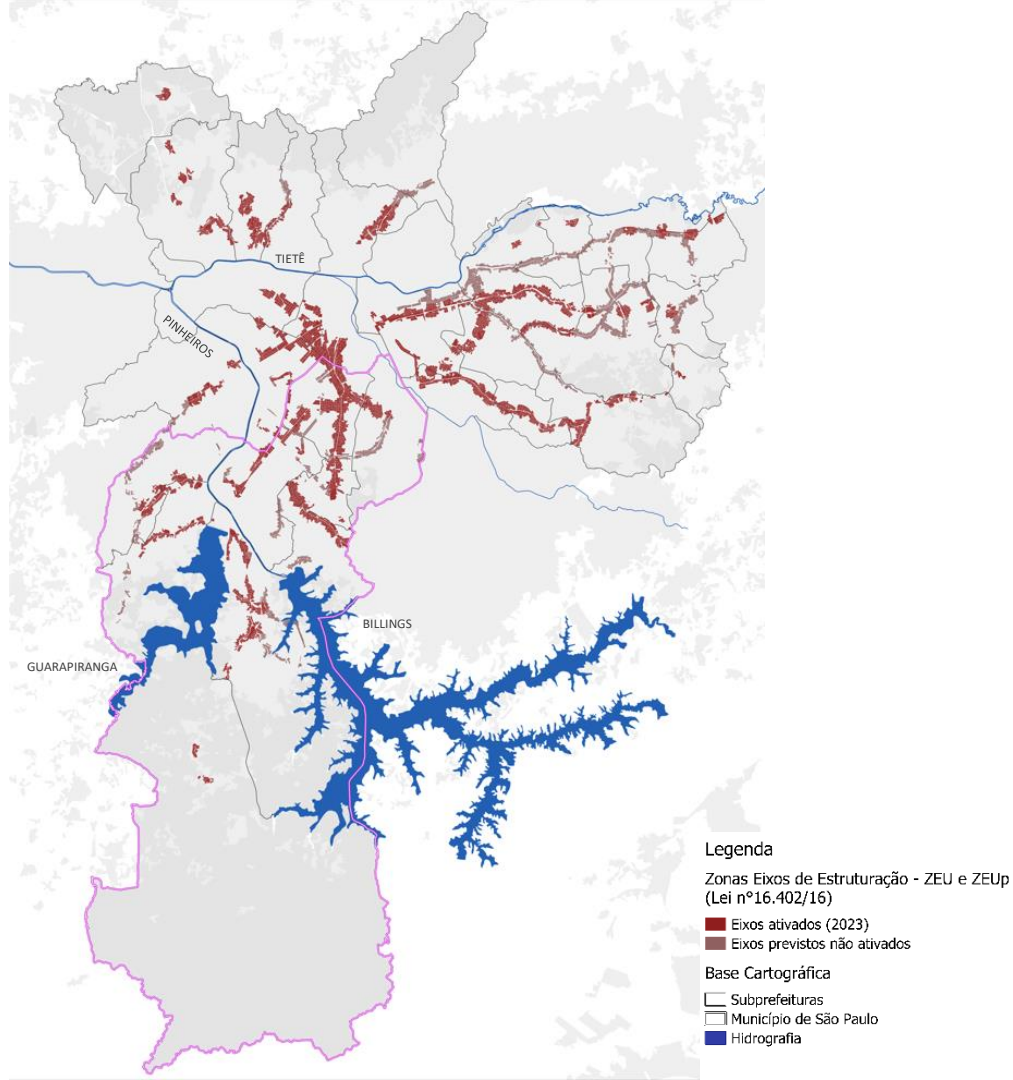 TIETÊ
PINHEIROS
BILLINGS
GUARAPIRANGA
Legenda
Zonas Eixos de Estruturação - ZEU e ZEUp
(Lei n°16.402/16)
Eixos ativados (2023)
Eixos previstos não ativados
Base Cartográfica
Subprefeituras
Município de São Paulo
Hidrografia